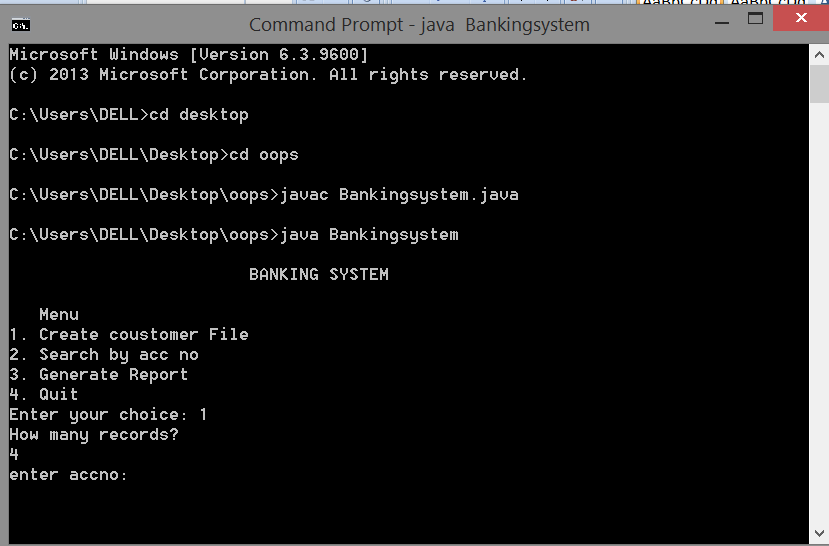 Command Prompt - java  Bankingsystem
Microsoft Windows [Version 6.3.9600]
(c) 2013 Microsoft Corporation. All rights reserved.
C:\Users\DELL>cd desktop
C:\Users\DELL\Desktop>cd oops
C:\Users\DELL\Desktop\oops>javac Bankingsystem.java
C:\Users\DELL\Desktop\oops>java Bankingsystem
BANKING SYSTEM
Menu
1. Create coustomer File
2. Search by acc no
3. Generate Report
4. Quit
Enter your choice: 1
How many records?
4
enter accno: